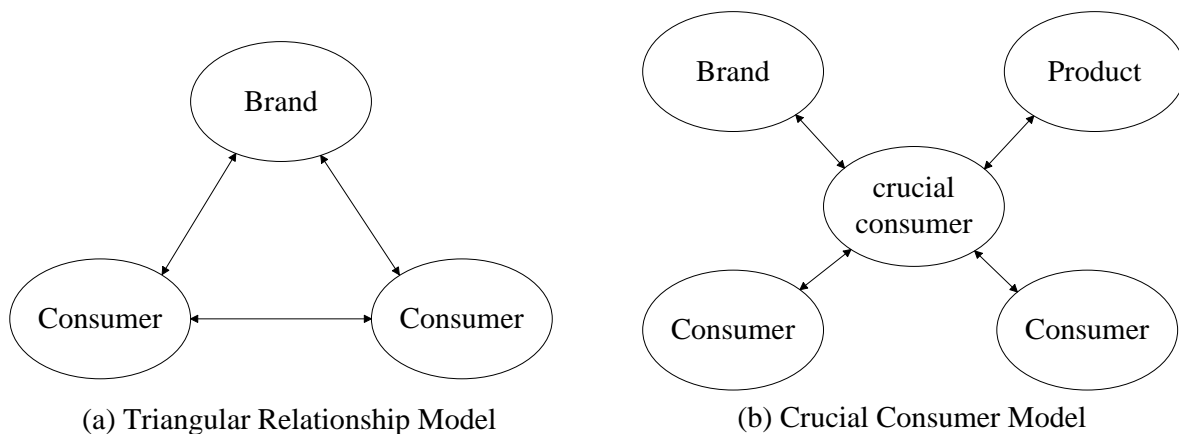 Brand
Consumer
Consumer
(a) Triangular Relationship Model
Brand
Product
crucial
consumer
Consumer
Consumer
(b) Crucial Consumer Model